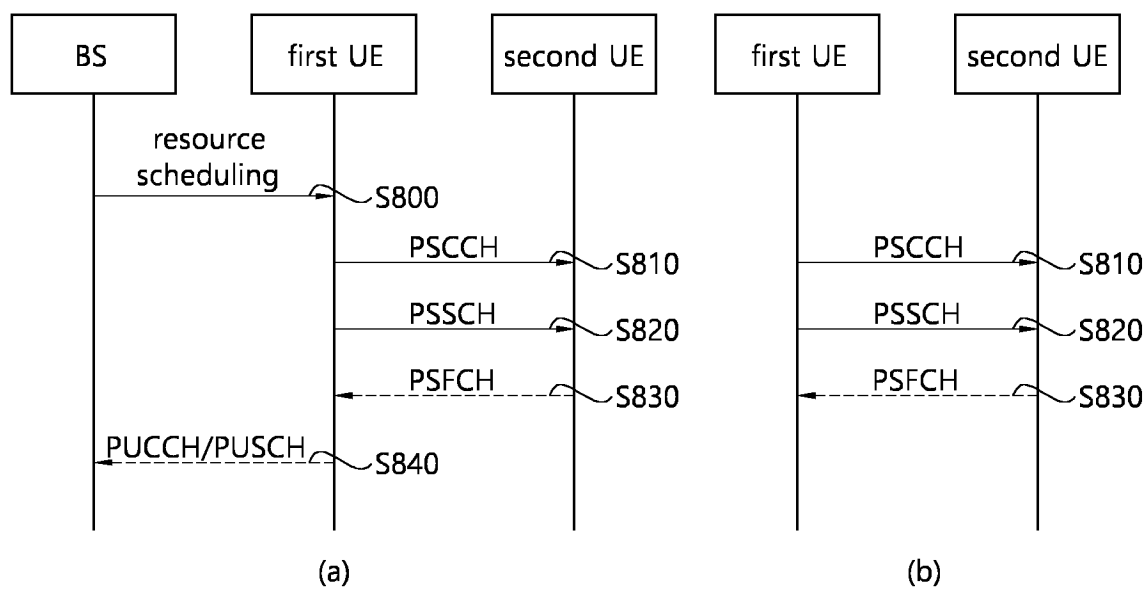 BS
first UE
second UE
first UE
second UE
resource
scheduling
S800
PSCCH
S810
PSCCH
S810
PSSCH
S820
PSSCH
S820
PSFCH
S830
PSFCH
S830
PUCCH/PUSCH
S840
(a)
(b)